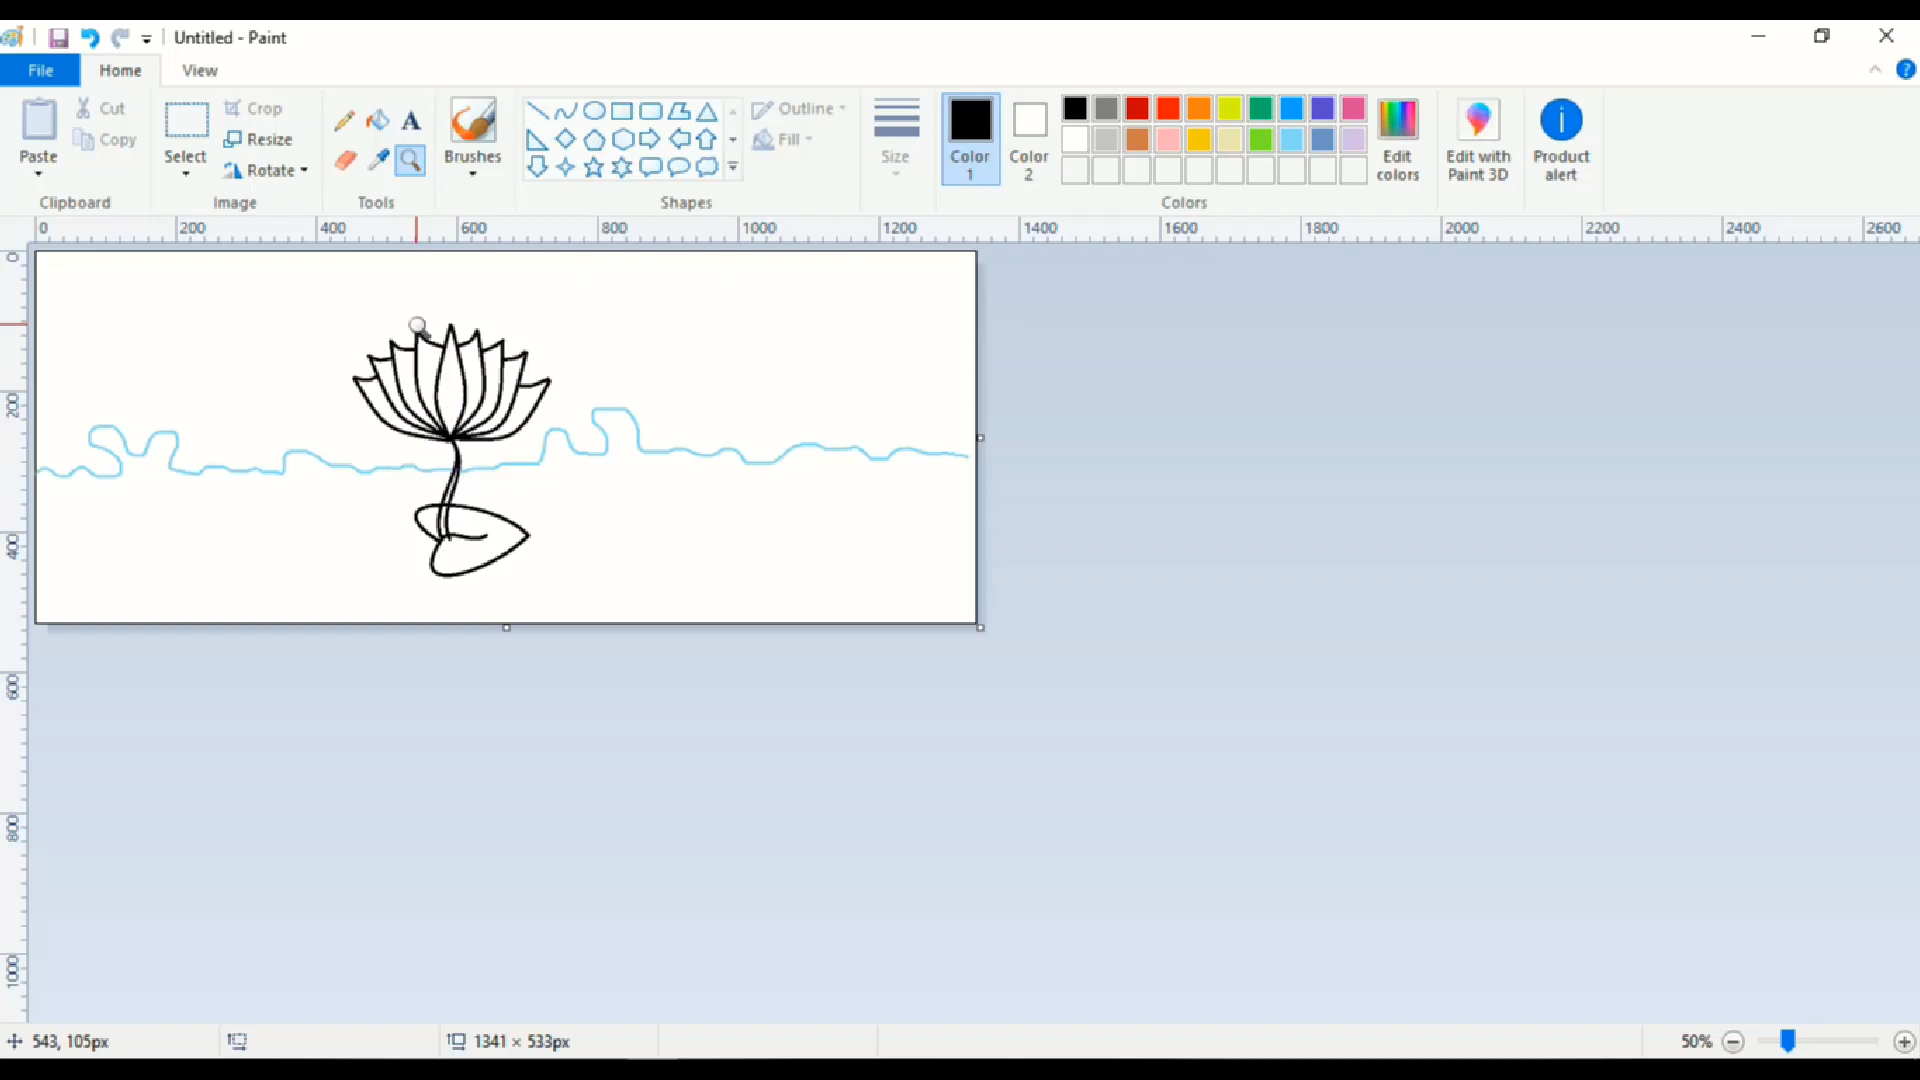 Untitled - Paint
File Home View
Paste
Cut
Copy
Clipboard
Select
Crop
Resize
Rotate
Image
A
Tools
Brushes
Shapes
Outline
Fill
Size
Color 1
Color 2
Colors
Edit colors
Edit with Paint 3D
Product alert
0 200 400 600 800 1000 1200 1400 1600 1800 2000 2200 2400 2600
0
200
400
600
800
1000
543, 105px
1341 × 533px
50%